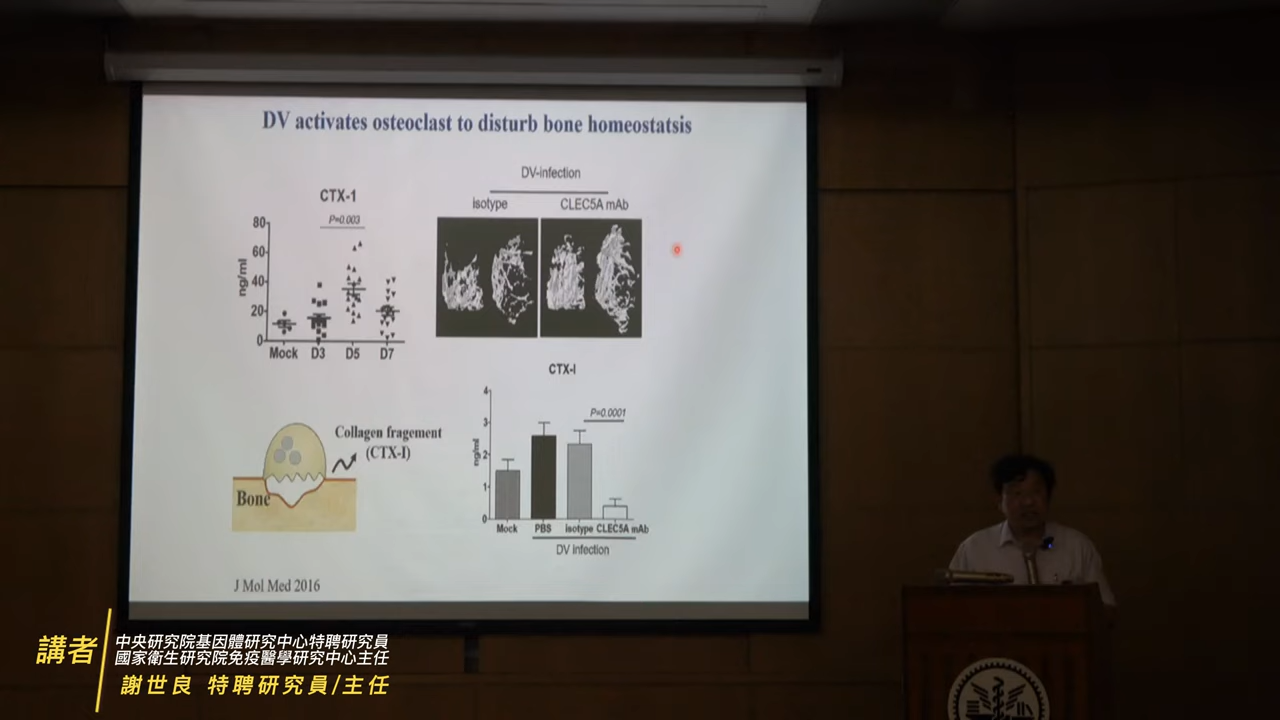 DV activates osteoclast to disturb bone homeostatsis
CTX-1
P=0.003
80
60
40
20
0
ng/ml
Mock D3 D5 D7
DV-infection
isotype CLEC5A mAb
Collagen fragement
(CTX-I)
Bone
CTX-I
P=0.0001
4
3
2
1
0
ng/ml
Mock PBS isotype CLEC5A mAb
DV infection
J Mol Med 2016
講者
中央研究院基因體研究中心特聘研究員
國家衛生研究院免疫醫學研究中心主任
謝世良 特聘研究員/主任